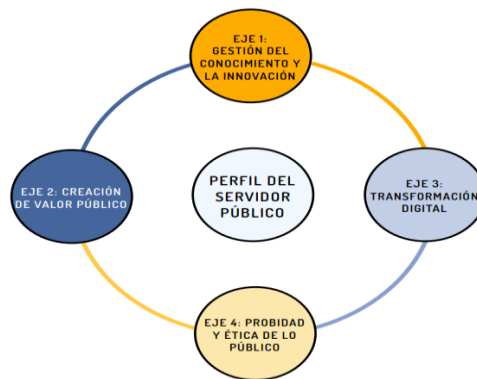 EJE 1:
GESTIÓN DEL
CONOCIMIENTO Y
LA INNOVACIÓN
EJE 2: CREACIÓN
DE VALOR PÚBLICO
PERFIL DEL
SERVIDOR
PÚBLICO
EJE 3:
TRANSFORMACIÓN
DIGITAL
EJE 4: PROBIDAD
Y ÉTICA DE LO
PÚBLICO